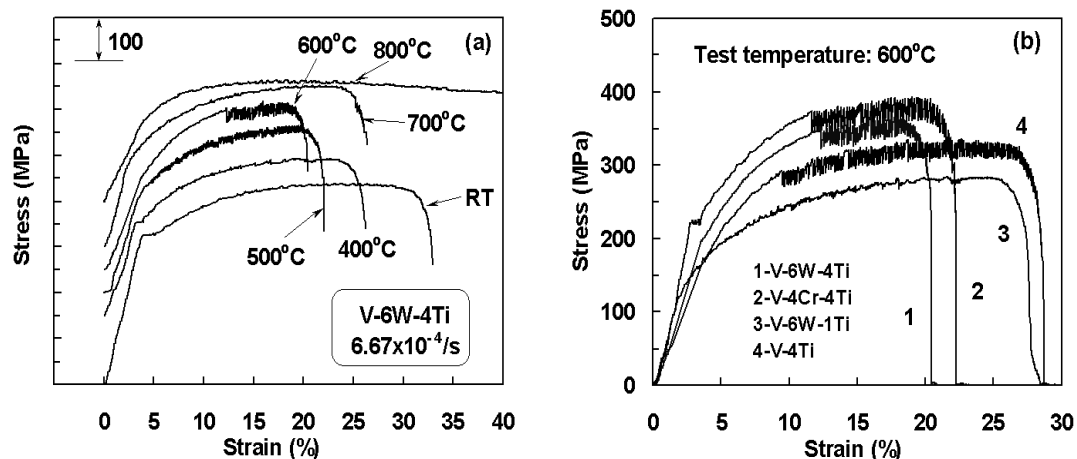 (a)
100
600°C
800°C
700°C
RT
500°C
400°C
V-6W-4Ti
6.67x10⁻⁴/s
Stress (MPa)
0 5 10 15 20 25 30 35 40
Strain (%)
(b)
Test temperature: 600°C
500
400
300
200
100
0
Stress (MPa)
4
3
2
1
1-V-6W-4Ti
2-V-4Cr-4Ti
3-V-6W-1Ti
4-V-4Ti
0 5 10 15 20 25 30
Strain (%)